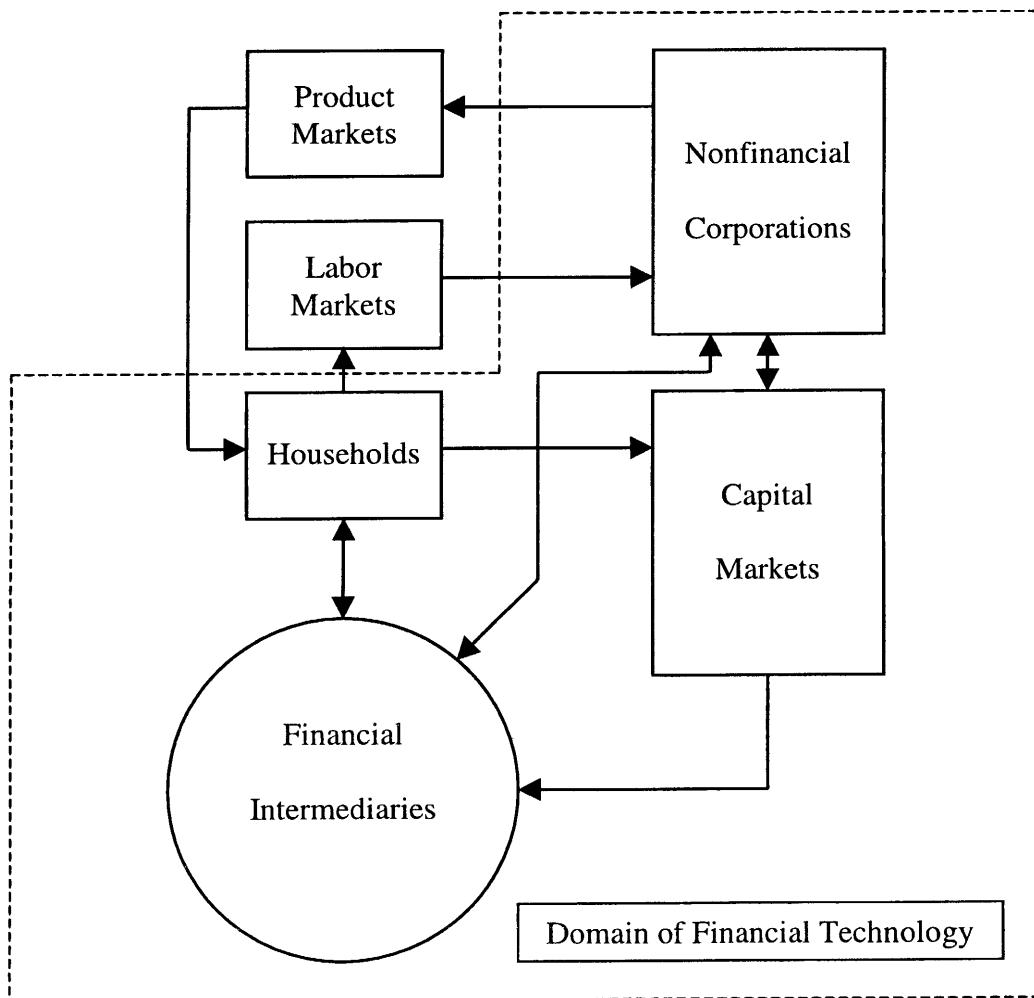 Product
Markets
Nonfinancial
Corporations
Labor
Markets
Households
Capital
Markets
Financial
Intermediaries
Domain of Financial Technology